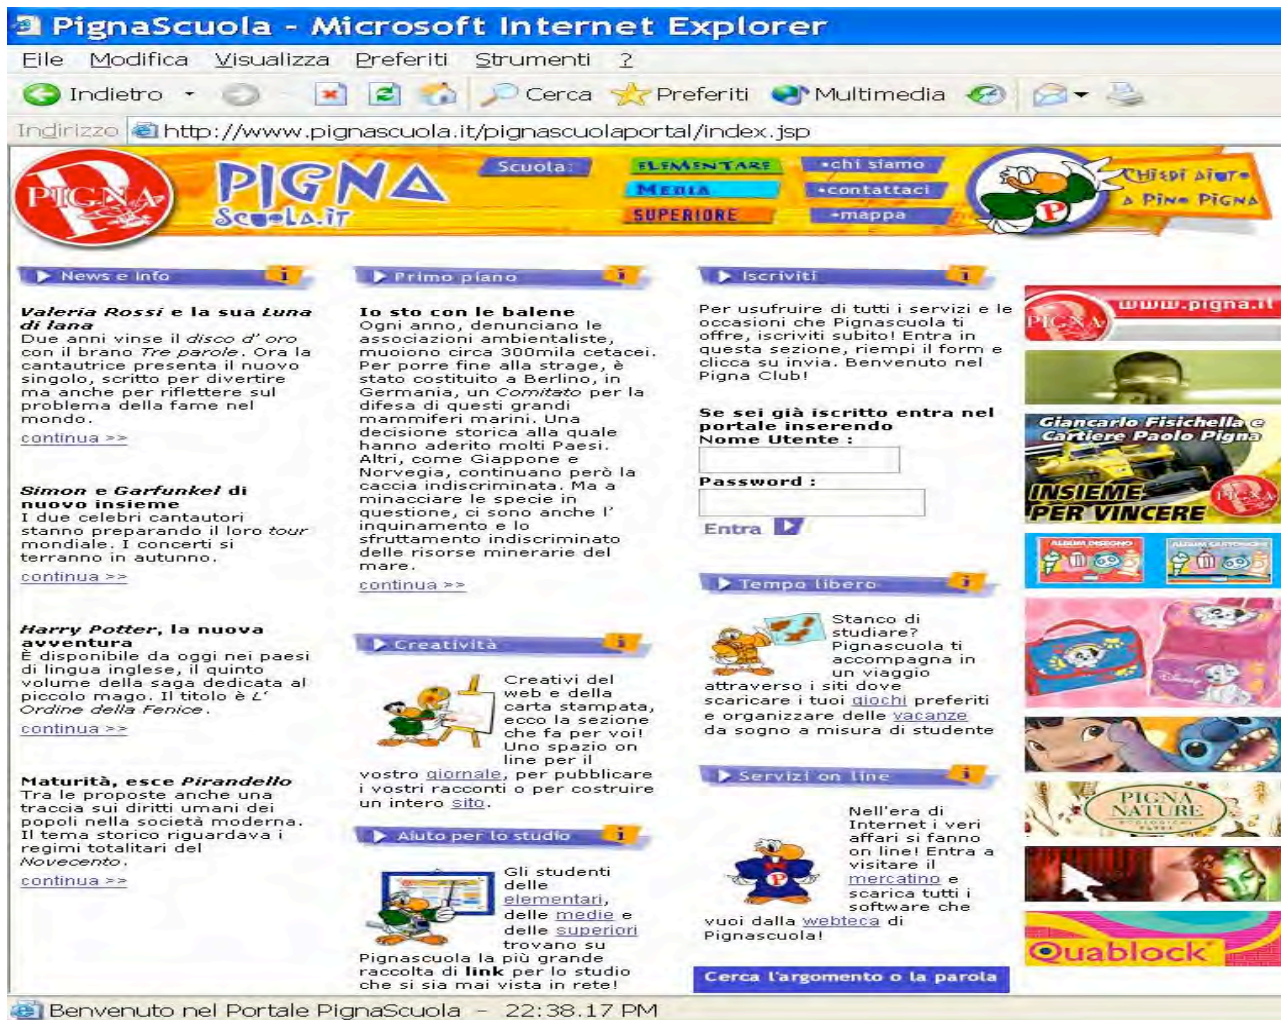 PignaScuola - Microsoft Internet Explorer
File Modifica Visualizza Preferiti Strumenti ?
Indietro Cerca Preferiti Multimedia
Indirizzo http://www.pignascuola.it/pignascuolaportal/index.jsp
PIGNA
PIGNA
Scuola.iT
Scuola:
ELEMENTARE
MEDIA
SUPERIORE
•chi siamo
•contattaci
•mappa
CHIEDI AIUTO
A PINO PIGNA
News e Info
Valeria Rossi e la sua Luna
di lana
Due anni vinse il disco d' oro
con il brano Tre parole. Ora la
cantautrice presenta il nuovo
singolo, scritto per divertire
ma anche per riflettere sul
problema della fame nel
mondo.
continua >>
Simon e Garfunkel di
nuovo insieme
I due celebri cantautori
stanno preparando il loro tour
mondiale. I concerti si
terranno in autunno.
continua >>
Harry Potter, la nuova
avventura
È disponibile da oggi nei paesi
di lingua inglese, il quinto
volume della saga dedicata al
piccolo mago. Il titolo è L'
Ordine della Fenice.
continua >>
Maturità, esce Pirandello
Tra le proposte anche una
traccia sui diritti umani dei
popoli nella società moderna.
Il tema storico riguardava i
regimi totalitari del
Novecento.
continua >>
Primo piano
Io sto con le balene
Ogni anno, denunciano le
associazioni ambientaliste,
muoiono circa 300mila cetacei.
Per porre fine alla strage, è
stato costituito a Berlino, in
Germania, un Comitato per la
difesa di questi grandi
mammiferi marini. Una
decisione storica alla quale
hanno aderito molti Paesi.
Altri, come Giappone e
Norvegia, continuano però la
caccia indiscriminata. Ma a
minacciare le specie in
questione, ci sono anche l'
inquinamento e lo
sfruttamento indiscriminato
delle risorse minerarie del
mare.
continua >>
Creatività
Creativi del
web e della
carta stampata,
ecco la sezione
che fa per voi!
Uno spazio on
line per il
vostro giornale, per pubblicare
i vostri racconti o per costruire
un intero sito.
Aiuto per lo studio
Gli studenti
delle
elementari,
delle medie e
delle superiori
trovano su
Pignascuola la più grande
raccolta di link per lo studio
che si sia mai vista in rete!
Iscriviti
Per usufruire di tutti i servizi e le
occasioni che Pignascuola ti
offre, iscriviti subito! Entra in
questa sezione, riempi il form e
clicca su invia. Benvenuto nel
Pigna Club!
Se sei già iscritto entra nel
portale inserendo
Nome Utente :
Password :
Entra
Tempo libero
Stanco di
studiare?
Pignascuola ti
accompagna in
un viaggio
attraverso i siti dove
scaricare i tuoi giochi preferiti
e organizzare delle vacanze
da sogno a misura di studente
Servizi on line
Nell'era di
Internet i veri
affari si fanno
on line! Entra a
visitare il
mercatino e
scarica tutti i
software che
vuoi dalla webteca di
Pignascuola!
Cerca l'argomento o la parola
www.pigna.it
PIGNA
Giancarlo Fisichella e
Cartiere Paolo Pigna
INSIEME
PER VINCERE
PIGNA
ALBUM DISEGNO
Disney
PIGNA
NATURE
Quablock
Benvenuto nel Portale PignaScuola - 22:38.17 PM